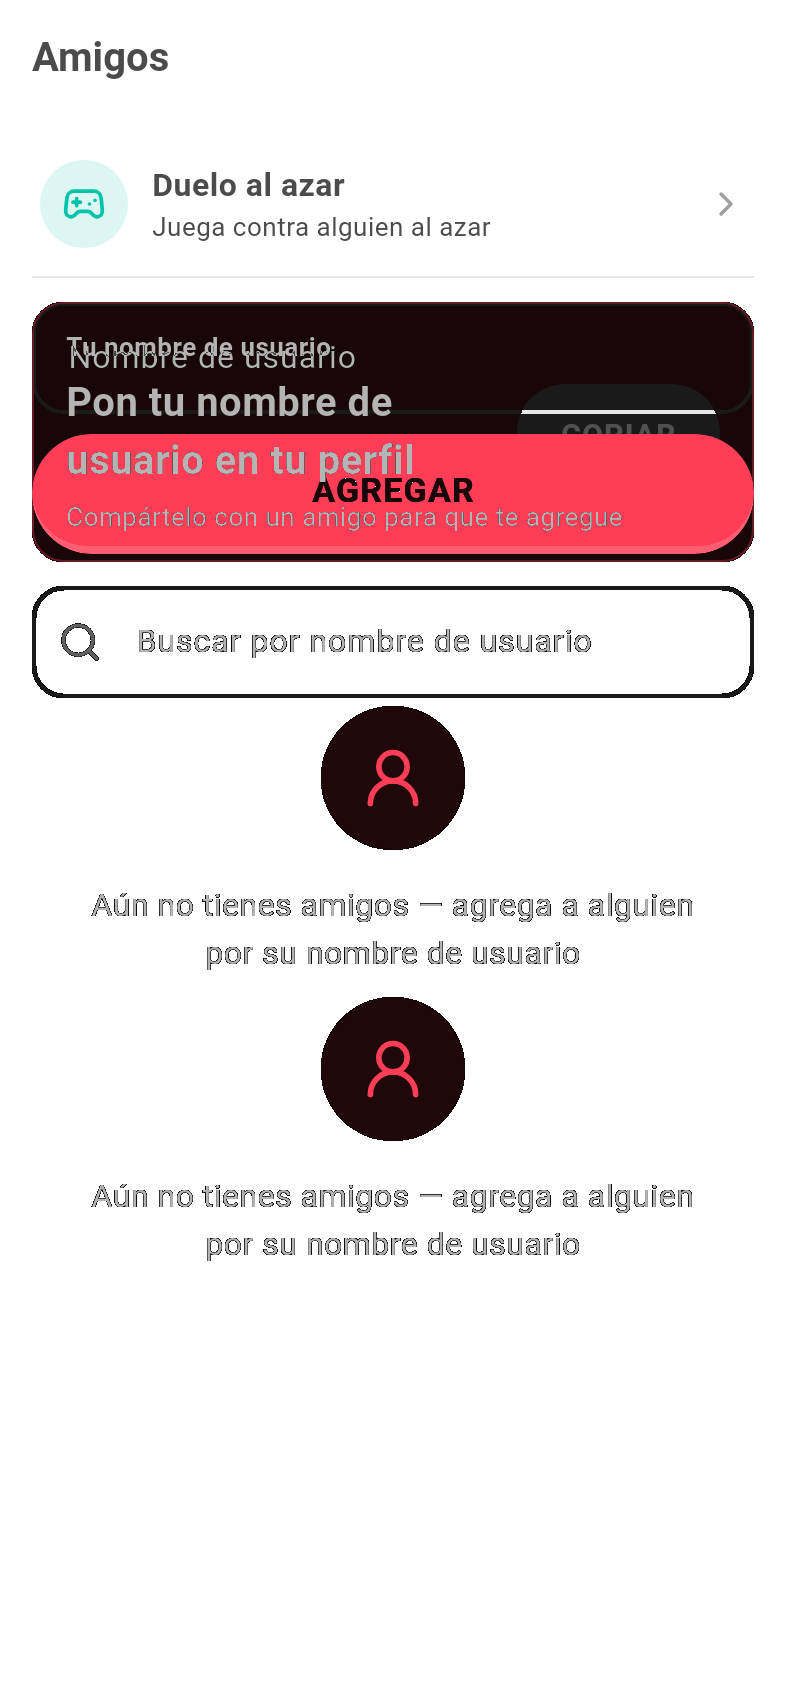 Amigos
Duelo al azar
Juega contra alguien al azar
Tu nombre de usuario
Nombre de usuario
Pon tu nombre de
usuario en tu perfil
COPIAR
AGREGAR
Compártelo con un amigo para que te agregue
Buscar por nombre de usuario
Aún no tienes amigos — agrega a alguien
por su nombre de usuario
Aún no tienes amigos — agrega a alguien
por su nombre de usuario